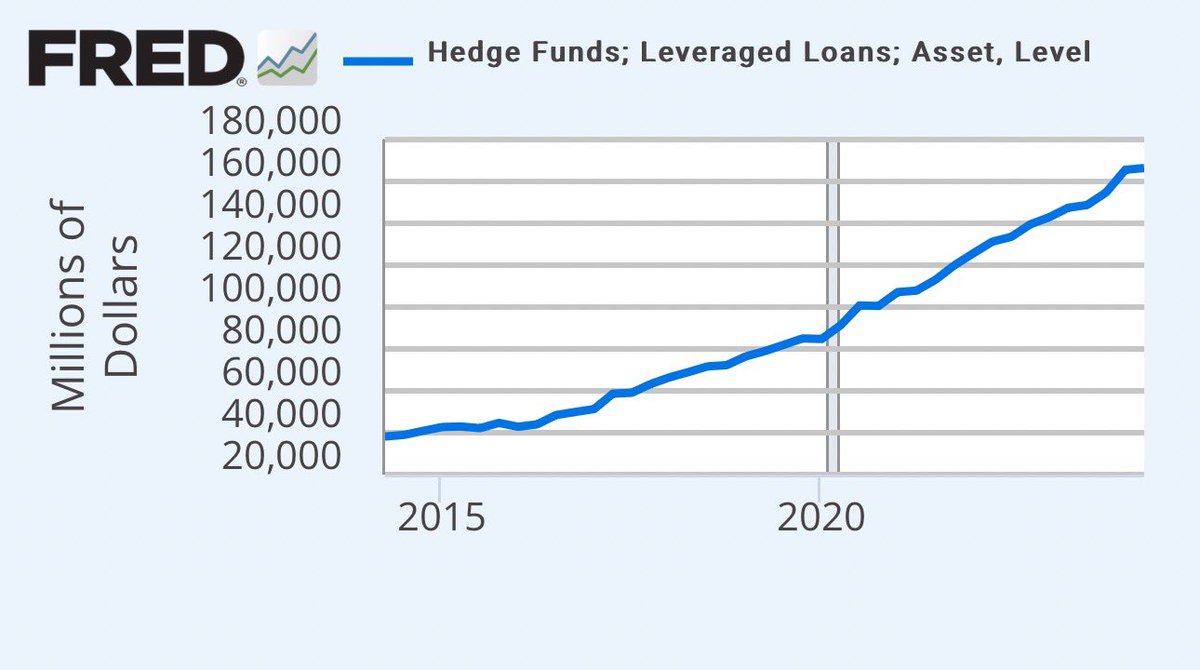 FRED®
Hedge Funds; Leveraged Loans; Asset, Level
Millions of
Dollars
180,000
160,000
140,000
120,000
100,000
80,000
60,000
40,000
20,000
2015
2020